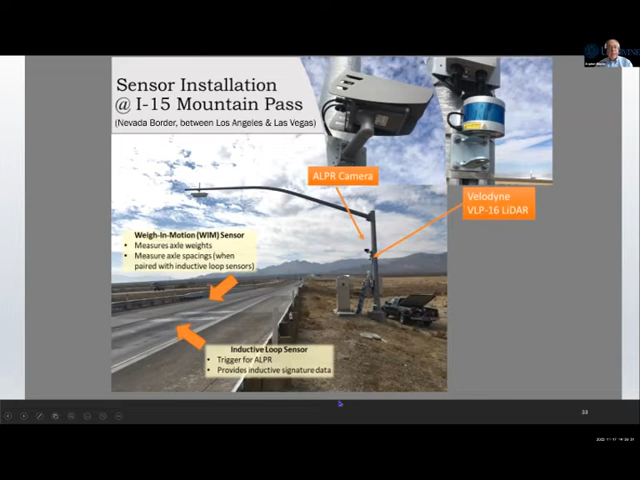 Sensor Installation
@ I-15 Mountain Pass
(Nevada Border, between Los Angeles & Las Vegas)
ALPR Camera
Velodyne
VLP-16 LiDAR
Weigh-In-Motion (WIM) Sensor
• Measures axle weights
• Measure axle spacings (when
paired with inductive loop sensors)
Inductive Loop Sensor
• Trigger for ALPR
• Provides inductive signature data
33